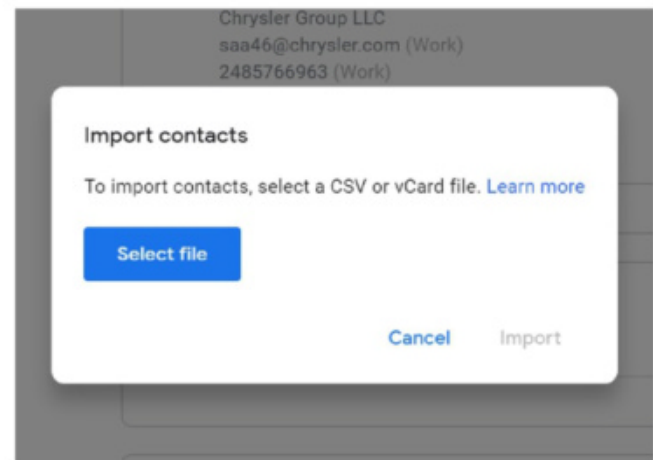 Chrysler Group LLC
saa46@chrysler.com (Work)
2485766963 (Work)
Import contacts
To import contacts, select a CSV or vCard file. Learn more
Select file
Cancel Import